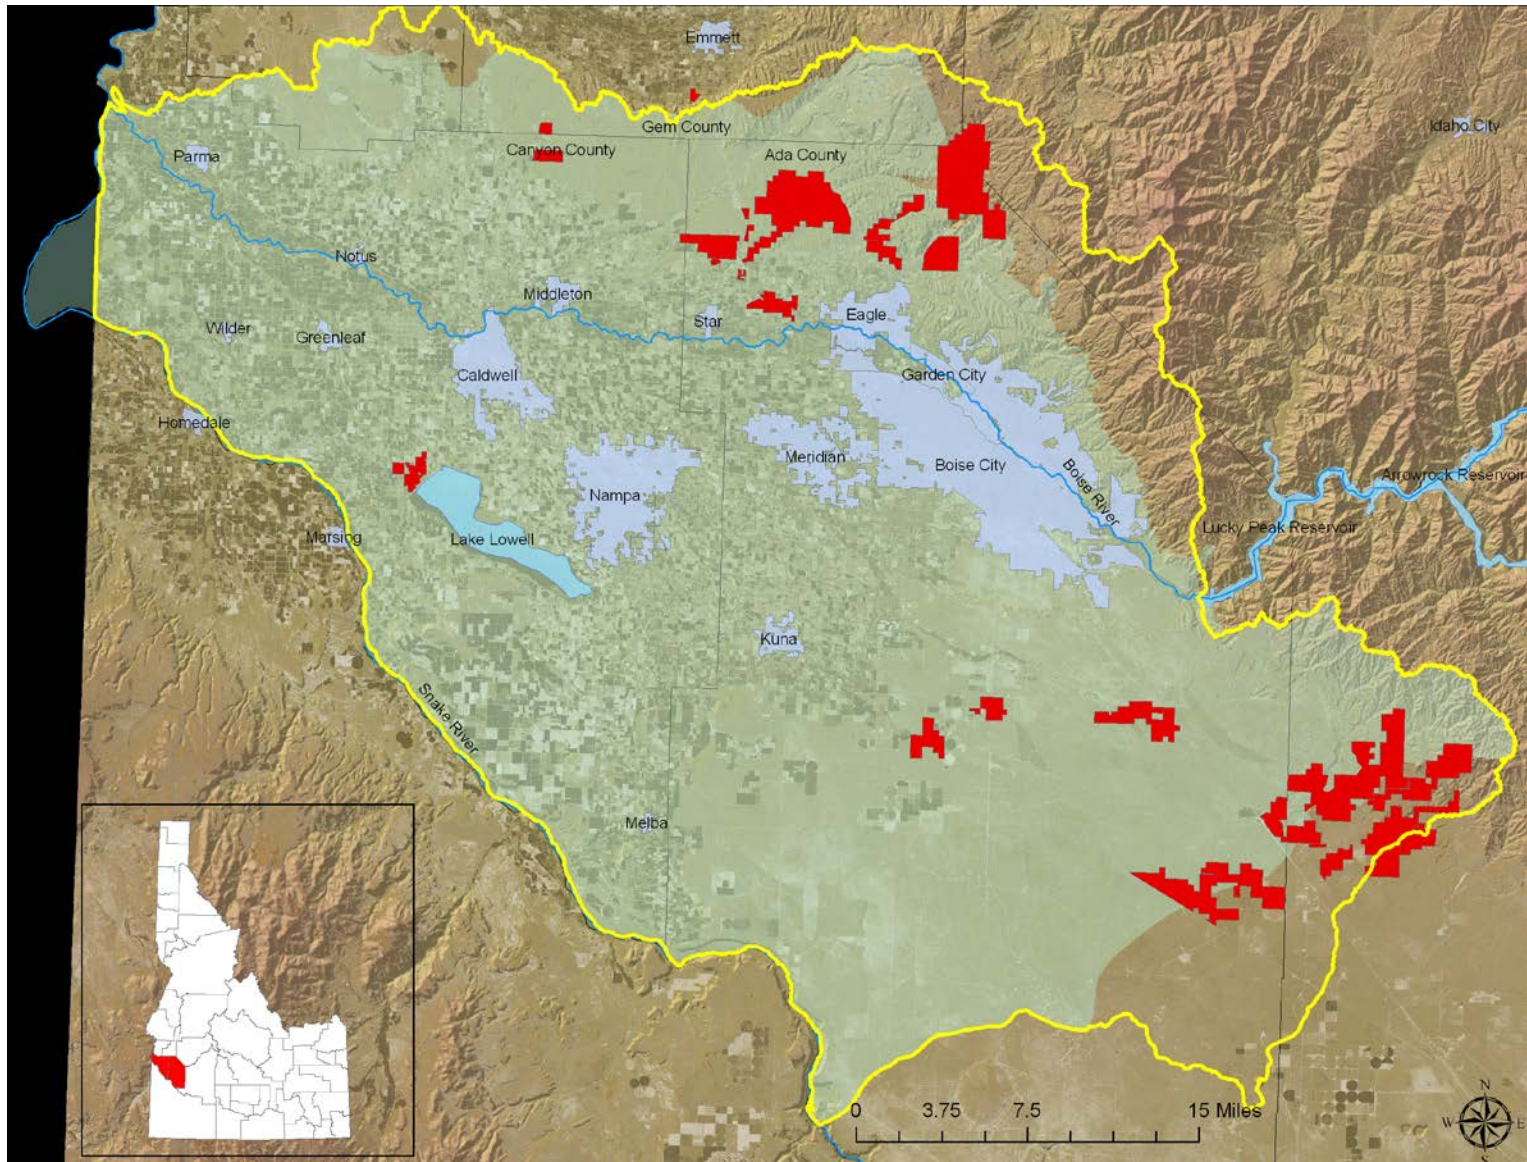 Emmett
Idaho City
Gem County
Parma
Canyon County
Ada County
Notus
Middleton
Star
Eagle
Wilder
Greenleaf
Caldwell
Garden City
Homedale
Meridian
Boise City
Boise River
Arrowrock Reservoir
Nampa
Lucky Peak Reservoir
Marsing
Lake Lowell
Kuna
Snake River
Melba
0 3.75 7.5 15 Miles
N
W E
S